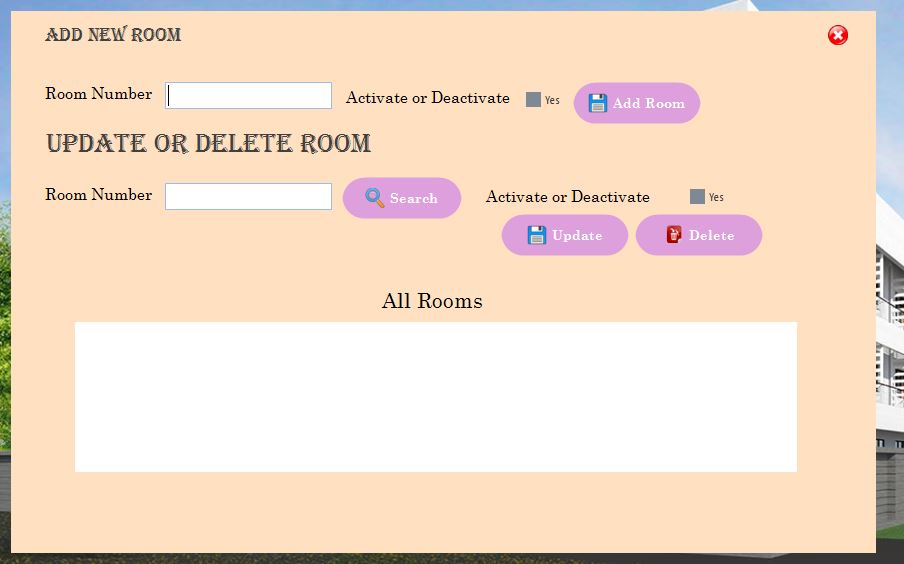 ADD NEW ROOM
Room Number Activate or Deactivate Yes Add Room
UPDATE OR DELETE ROOM
Room Number Search Activate or Deactivate Yes
Update Delete
All Rooms